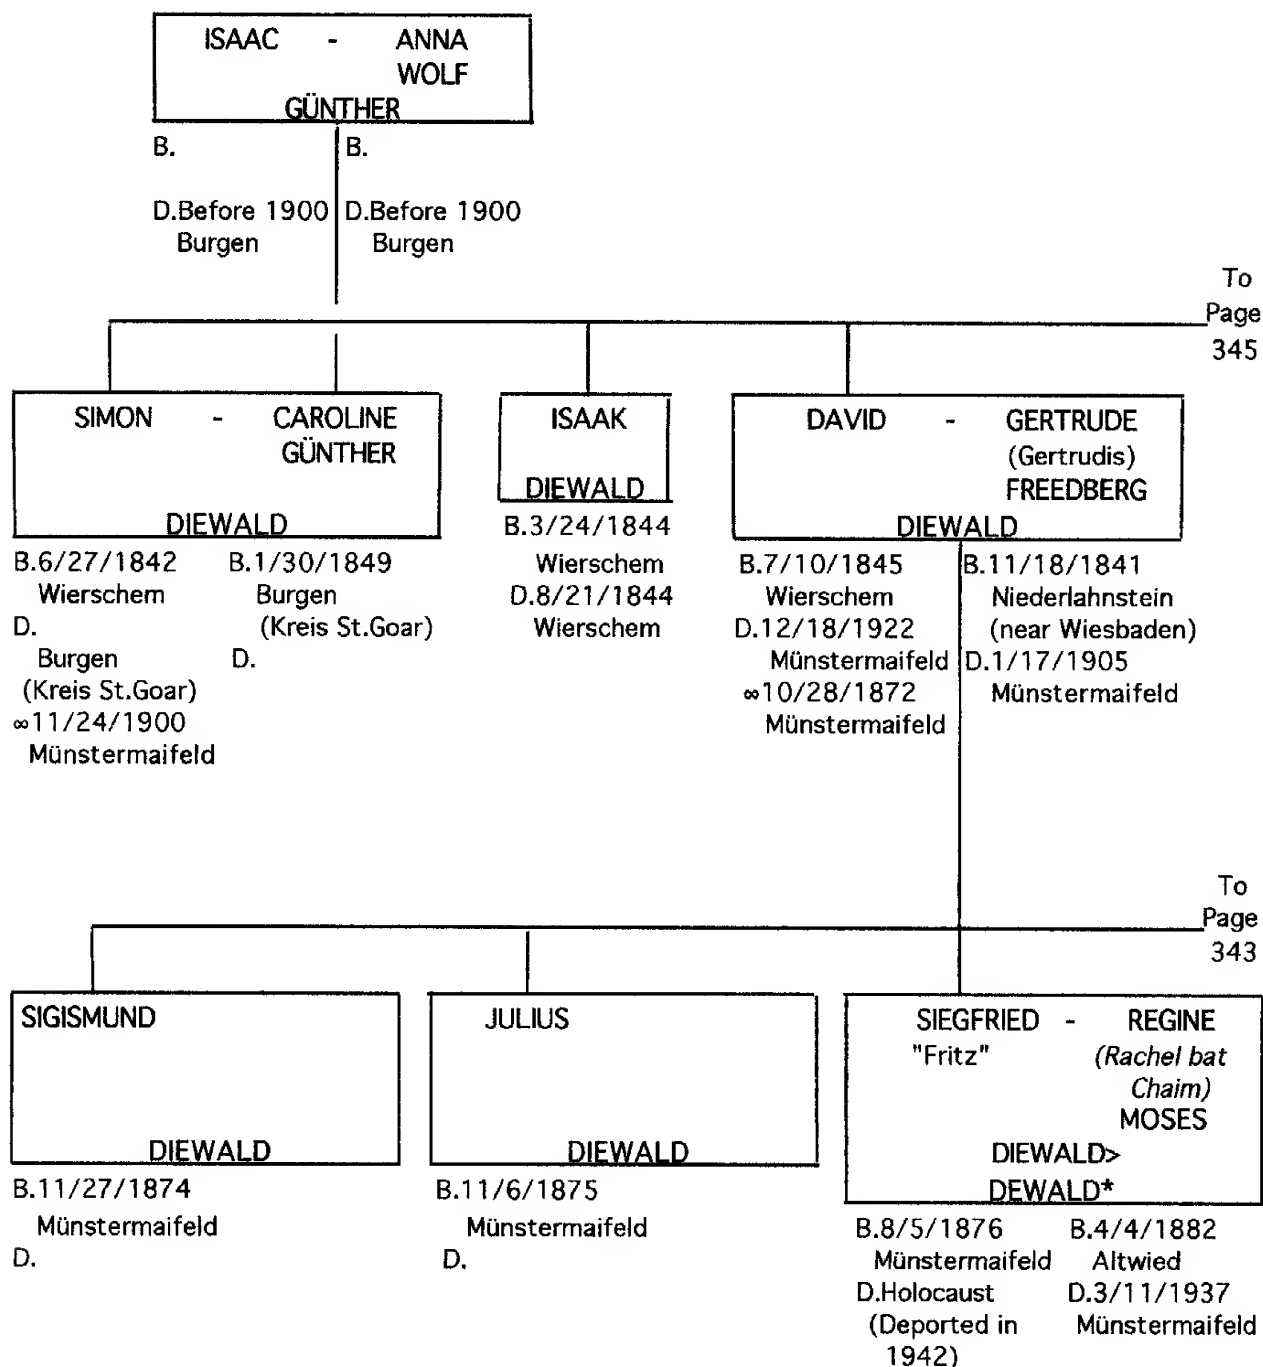 ISAAC - ANNA
WOLF
GÜNTHER
B. B.
D.Before 1900 D.Before 1900
Burgen Burgen
To
Page
345
SIMON - CAROLINE
GÜNTHER
DIEWALD
B.6/27/1842 B.1/30/1849
Wierschem Burgen
D. (Kreis St.Goar)
Burgen D.
(Kreis St.Goar)
∞11/24/1900
Münstermaifeld
ISAAK
DIEWALD
B.3/24/1844
Wierschem
D.8/21/1844
Wierschem
DAVID - GERTRUDE
(Gertrudis)
FREEDBERG
DIEWALD
B.7/10/1845 B.11/18/1841
Wierschem Niederlahnstein
D.12/18/1922 (near Wiesbaden)
Münstermaifeld D.1/17/1905
∞10/28/1872 Münstermaifeld
Münstermaifeld
To
Page
343
SIGISMUND
DIEWALD
B.11/27/1874
Münstermaifeld
D.
JULIUS
DIEWALD
B.11/6/1875
Münstermaifeld
D.
SIEGFRIED - REGINE
"Fritz" (Rachel bat
Chaim)
MOSES
DIEWALD>
DEWALD*
B.8/5/1876 B.4/4/1882
Münstermaifeld Altwied
D.Holocaust D.3/11/1937
(Deported in Münstermaifeld
1942)